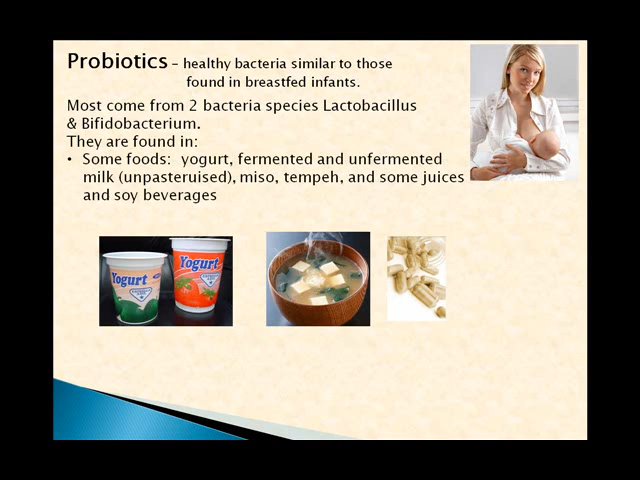 Probiotics – healthy bacteria similar to those
found in breastfed infants.
Most come from 2 bacteria species Lactobacillus
& Bifidobacterium.
They are found in:
• Some foods: yogurt, fermented and unfermented
milk (unpasteruised), miso, tempeh, and some juices
and soy beverages
Yogurt
Yogurt